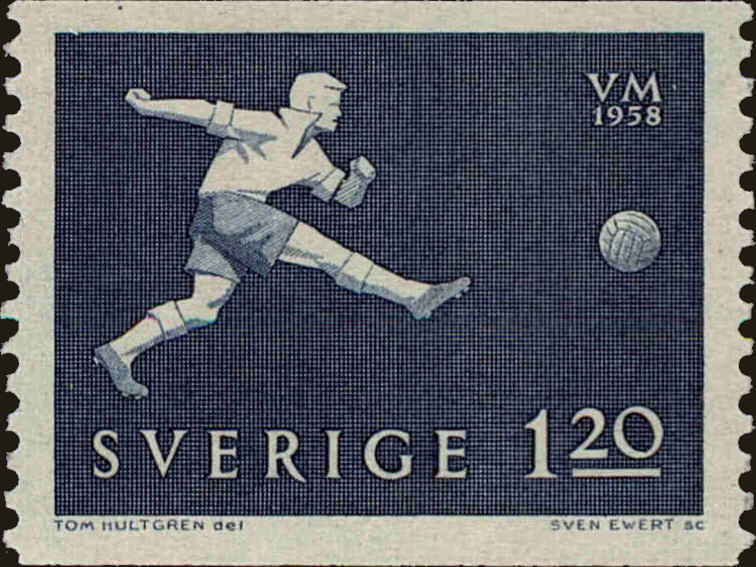 VM
1958
SVERIGE 1 20
TOM HULTGREN del
SVEN EWERT sc